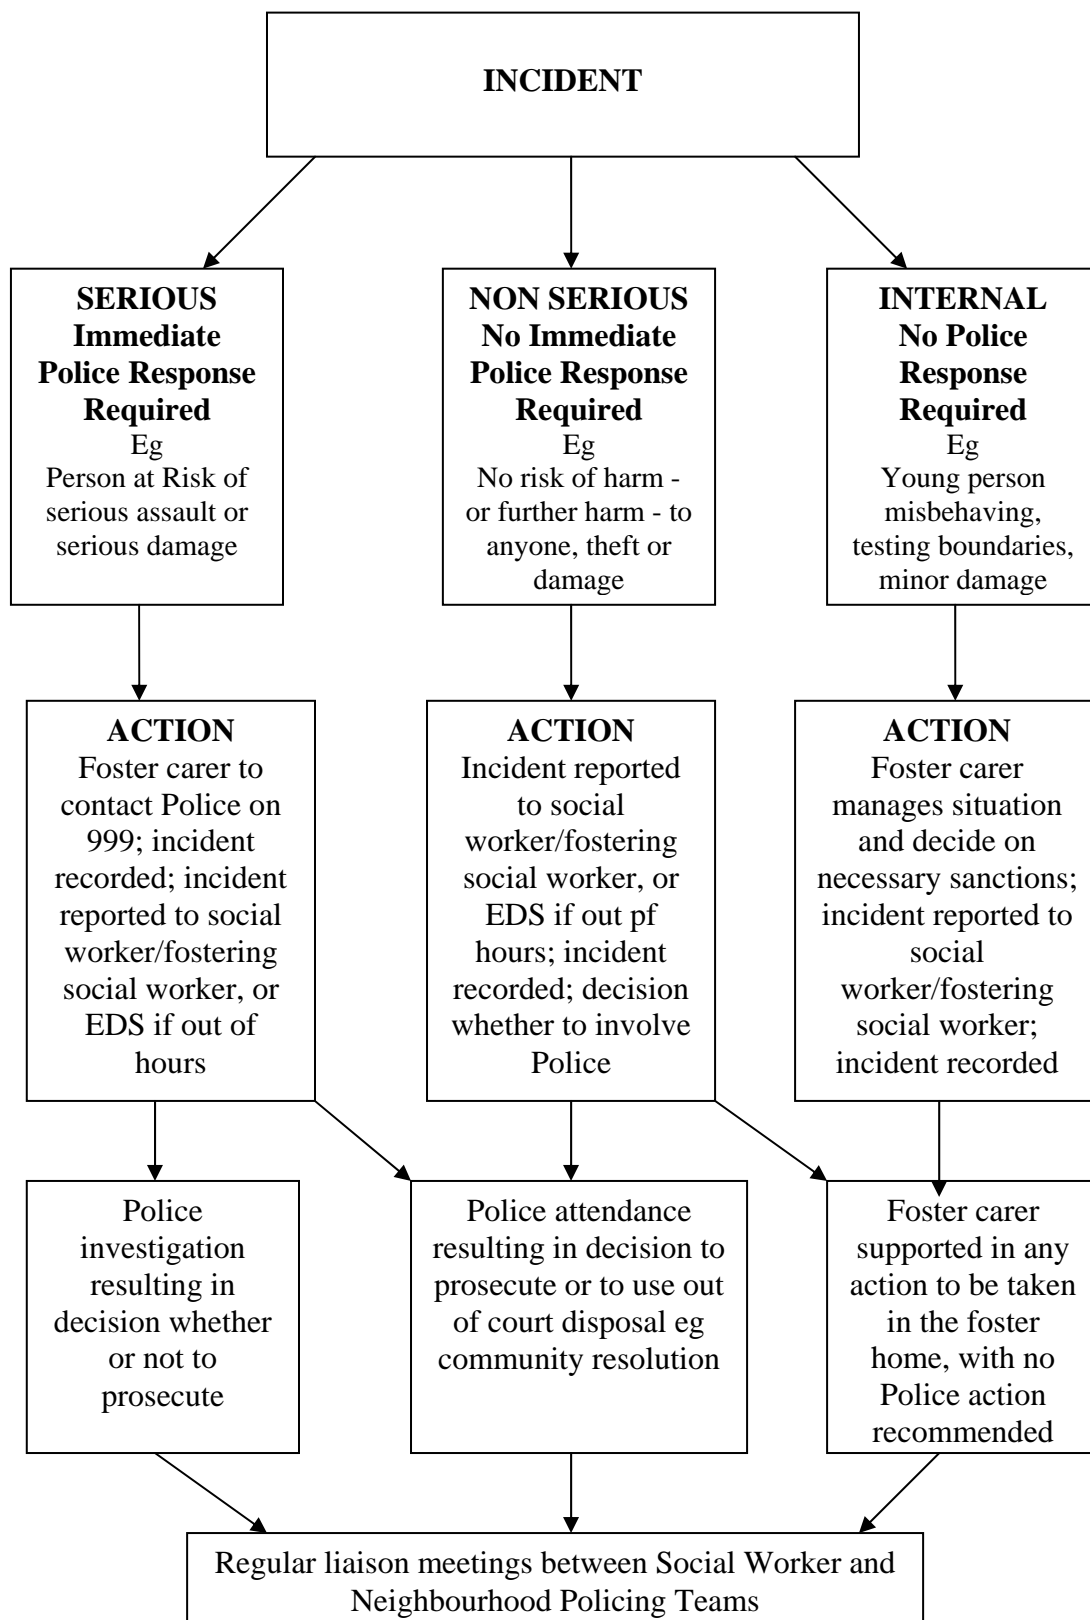 INCIDENT
SERIOUS
Immediate
Police Response
Required
Eg
Person at Risk of
serious assault or
serious damage
NON SERIOUS
No Immediate
Police Response
Required
Eg
No risk of harm -
or further harm - to
anyone, theft or
damage
INTERNAL
No Police
Response
Required
Eg
Young person
misbehaving,
testing boundaries,
minor damage
ACTION
Foster carer to
contact Police on
999; incident
recorded; incident
reported to social
worker/fostering
social worker, or
EDS if out of
hours
ACTION
Incident reported
to social
worker/fostering
social worker, or
EDS if out pf
hours; incident
recorded; decision
whether to involve
Police
ACTION
Foster carer
manages situation
and decide on
necessary sanctions;
incident reported to
social
worker/fostering
social worker;
incident recorded
Police
investigation
resulting in
decision whether
or not to
prosecute
Police attendance
resulting in decision to
prosecute or to use out
of court disposal eg
community resolution
Foster carer
supported in any
action to be taken
in the foster
home, with no
Police action
recommended
Regular liaison meetings between Social Worker and
Neighbourhood Policing Teams